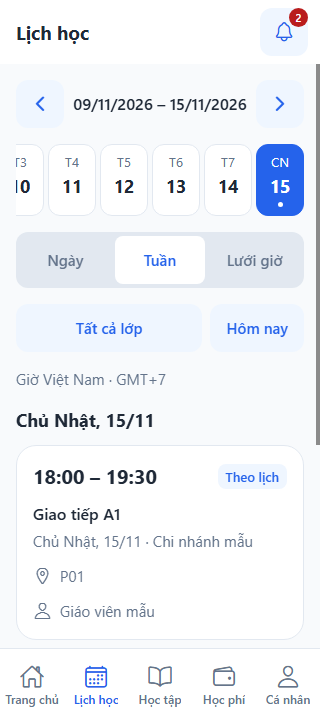 Lịch học
2
09/11/2026 – 15/11/2026
T3 T4 T5 T6 T7 CN
10 11 12 13 14 15
Ngày Tuần Lưới giờ
Tất cả lớp Hôm nay
Giờ Việt Nam · GMT+7
Chủ Nhật, 15/11
18:00 – 19:30 Theo lịch
Giao tiếp A1
Chủ Nhật, 15/11 · Chi nhánh mẫu
P01
Giáo viên mẫu
Trang chủ Lịch học Học tập Học phí Cá nhân